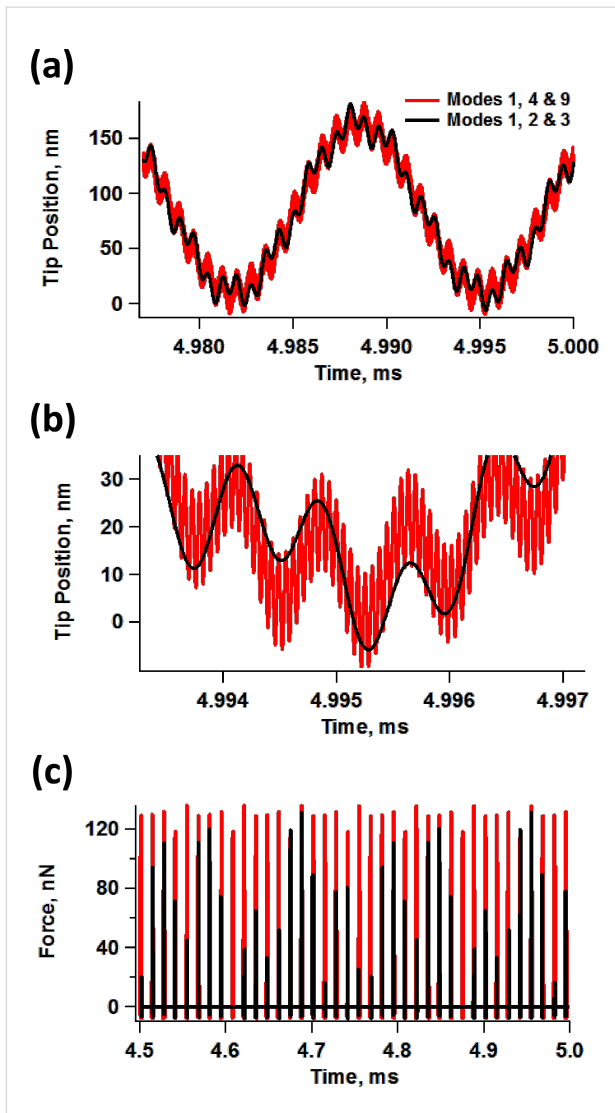 (a)
Modes 1, 4 & 9
Modes 1, 2 & 3
Tip Position, nm
150
100
50
0
4.980 4.985 4.990 4.995 5.000
Time, ms
(b)
Tip Position, nm
30
20
10
0
4.994 4.995 4.996 4.997
Time, ms
(c)
Force, nN
120
80
40
0
4.5 4.6 4.7 4.8 4.9 5.0
Time, ms